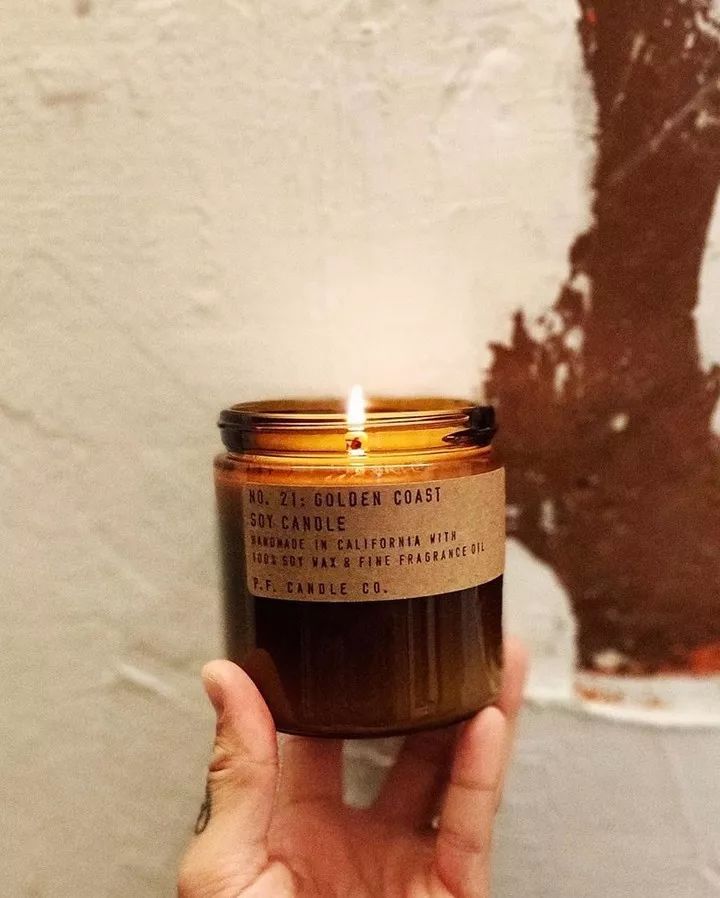 NO. 21: GOLDEN COAST
SOY CANDLE
HANDMADE IN CALIFORNIA WITH
100% SOY WAX & FINE FRAGRANCE OIL
P.F. CANDLE CO.